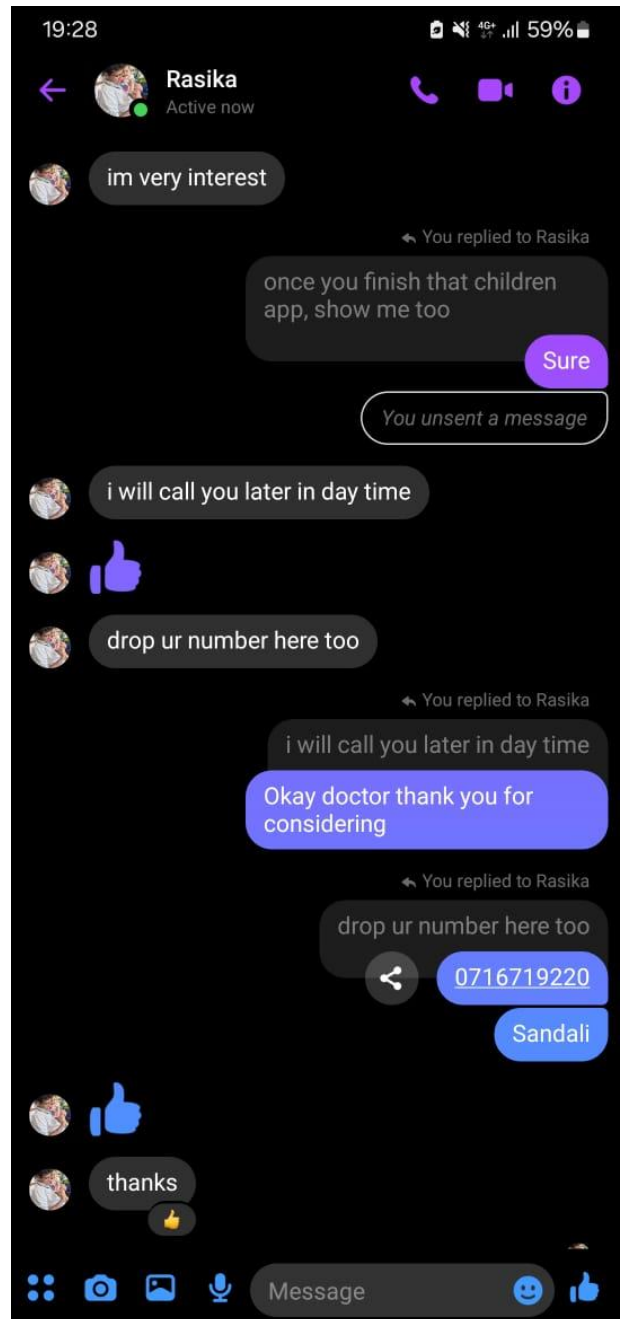 19:28
4G+ 59%
Rasika
Active now
im very interest
You replied to Rasika
once you finish that children
app, show me too
Sure
You unsent a message
i will call you later in day time
drop ur number here too
You replied to Rasika
i will call you later in day time
Okay doctor thank you for
considering
You replied to Rasika
drop ur number here too
0716719220
Sandali
thanks
Message